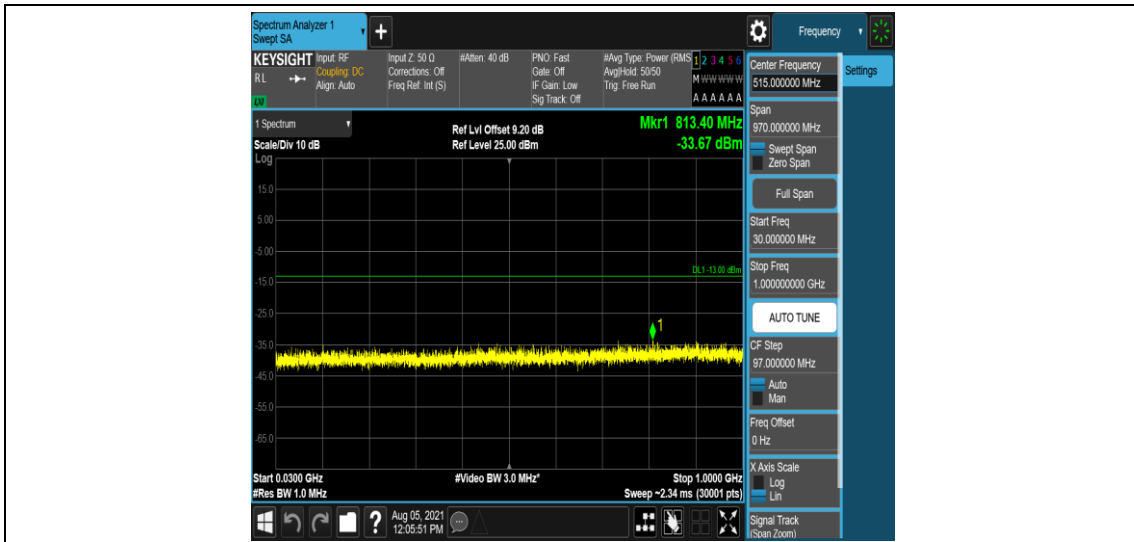 Spectrum Analyzer 1
Swept SA
+
Frequency
KEYSIGHT
RL
LM
Input: RF
Coupling: DC
Align: Auto
Input Z: 50 Ω
Corrections: Off
Freq Ref: Int (S)
#Atten: 40 dB
PNO: Fast
Gate: Off
IF Gain: Low
Sig Track: Off
#Avg Type: Power (RMS
Avg|Hold: 50/50
Trig: Free Run
1 2 3 4 5 6
M W W W W W
A A A A A A
1 Spectrum
Scale/Div 10 dB
Log
Ref Lvl Offset 9.20 dB
Ref Level 25.00 dBm
Mkr1 813.40 MHz
-33.67 dBm
15.0
5.00
-5.00
DL1 -13.00 dBm
-15.0
-25.0
1
-35.0
-45.0
-55.0
-65.0
Start 0.0300 GHz
#Res BW 1.0 MHz
#Video BW 3.0 MHz*
Stop 1.0000 GHz
Sweep ~2.34 ms (30001 pts)
Center Frequency
515.000000 MHz
Settings
Span
970.000000 MHz
Swept Span
Zero Span
Full Span
Start Freq
30.000000 MHz
Stop Freq
1.000000000 GHz
AUTO TUNE
CF Step
97.000000 MHz
Auto
Man
Freq Offset
0 Hz
X Axis Scale
Log
Lin
Signal Track
(Span Zoom)
?
Aug 05, 2021
12:05:51 PM